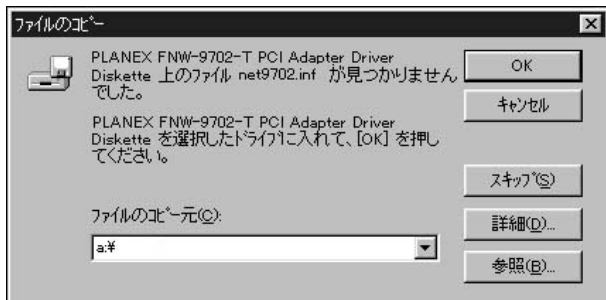 ファイルのコピー
PLANEX FNW-9702-T PCI Adapter Driver
Diskette 上のファイル net9702.inf が見つかりません
でした。
PLANEX FNW-9702-T PCI Adapter Driver
Diskette を選択したドライブに入れて、[OK] を押し
てください。
ファイルのコピー元(C):
a:¥
OK
キャンセル
スキップ(S)
詳細(D)...
参照(B)...